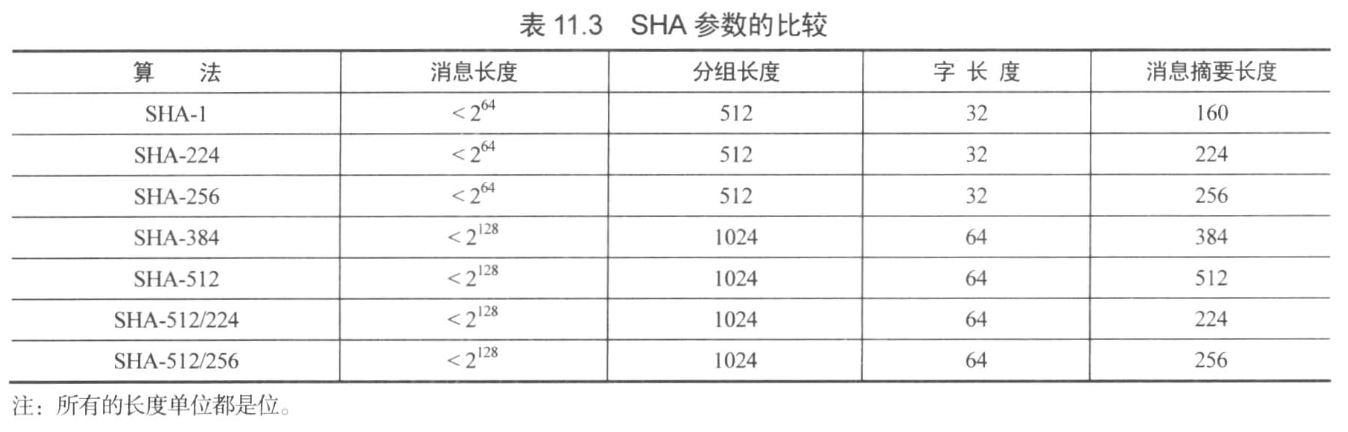 表 11.3 SHA 参数的比较
算 法 消息长度 分组长度 字 长 度 消息摘要长度
SHA-1 < 2^64 512 32 160
SHA-224 < 2^64 512 32 224
SHA-256 < 2^64 512 32 256
SHA-384 < 2^128 1024 64 384
SHA-512 < 2^128 1024 64 512
SHA-512/224 < 2^128 1024 64 224
SHA-512/256 < 2^128 1024 64 256
注：所有的长度单位都是位。